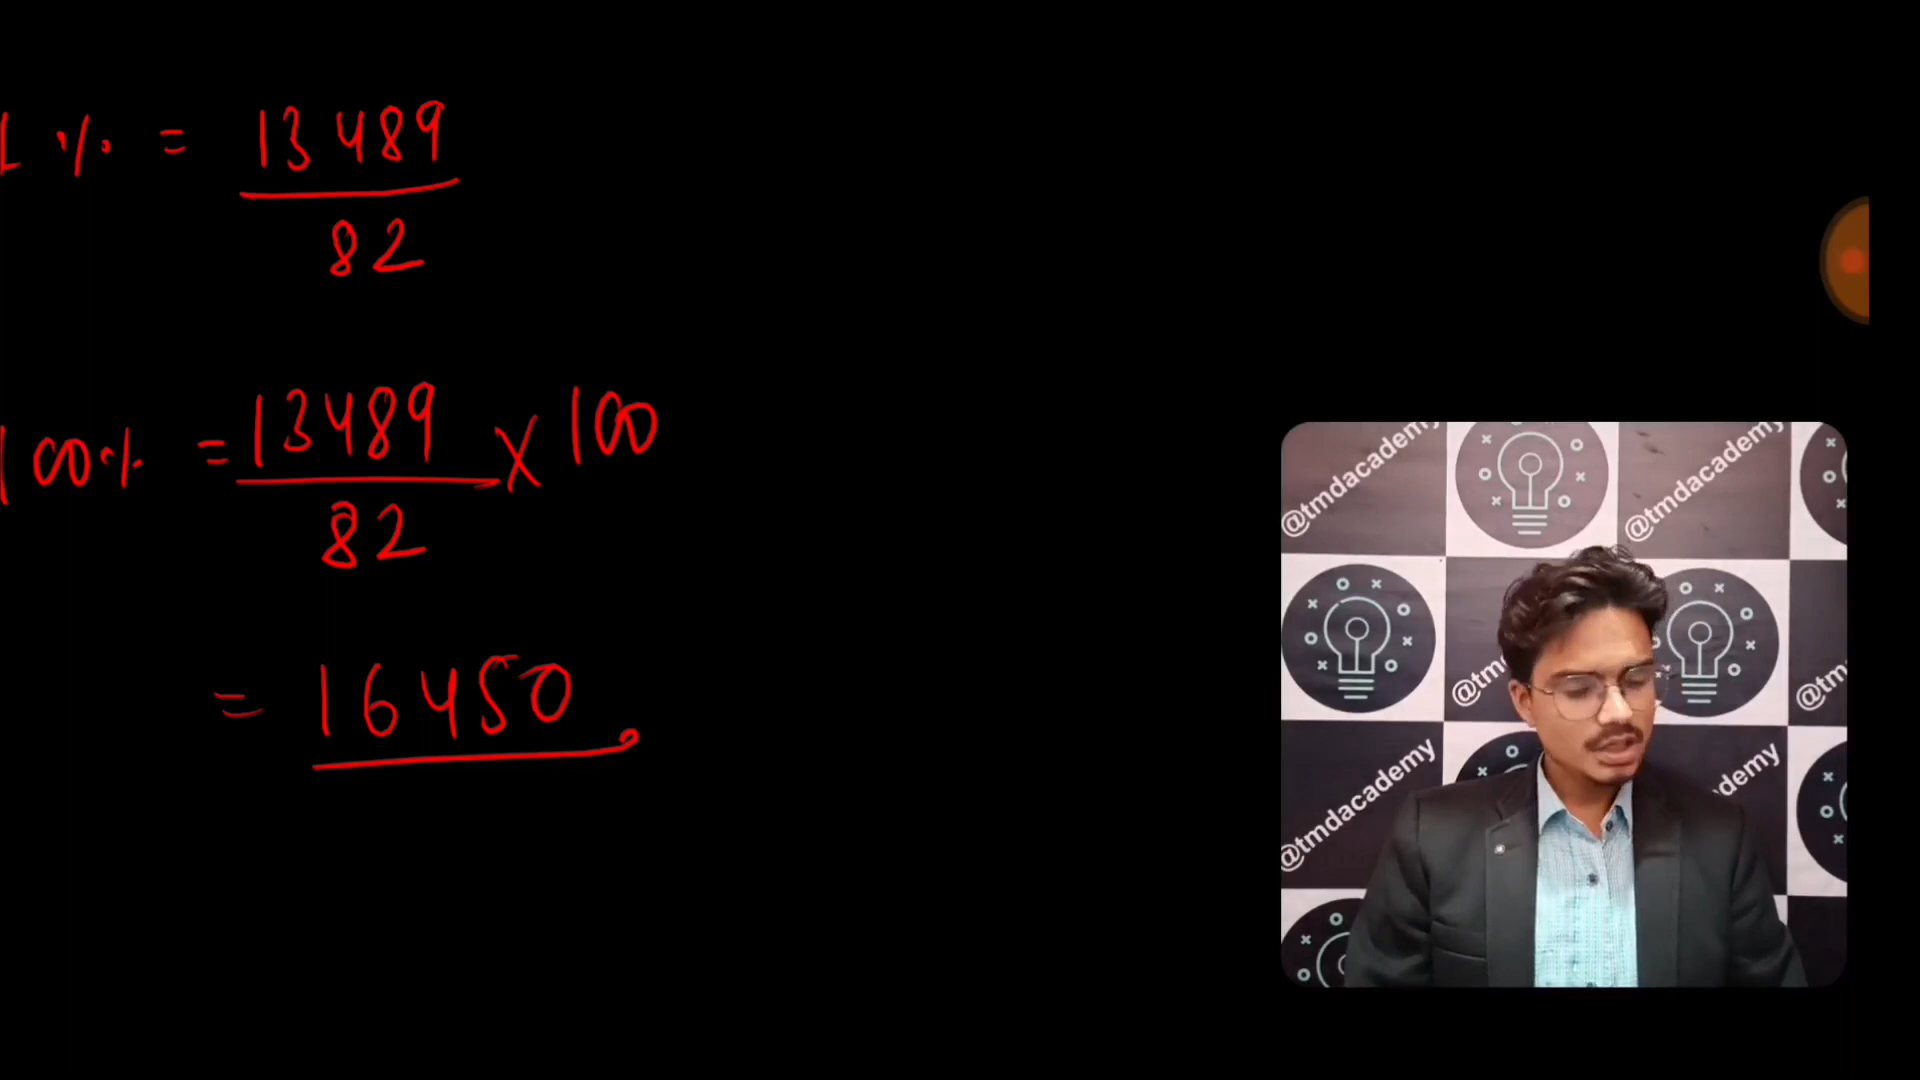 1 % = 13489
82
100% = 13489 x 100
82
= 16450
@tmdacademy
@tmdacademy
@tmdacademy